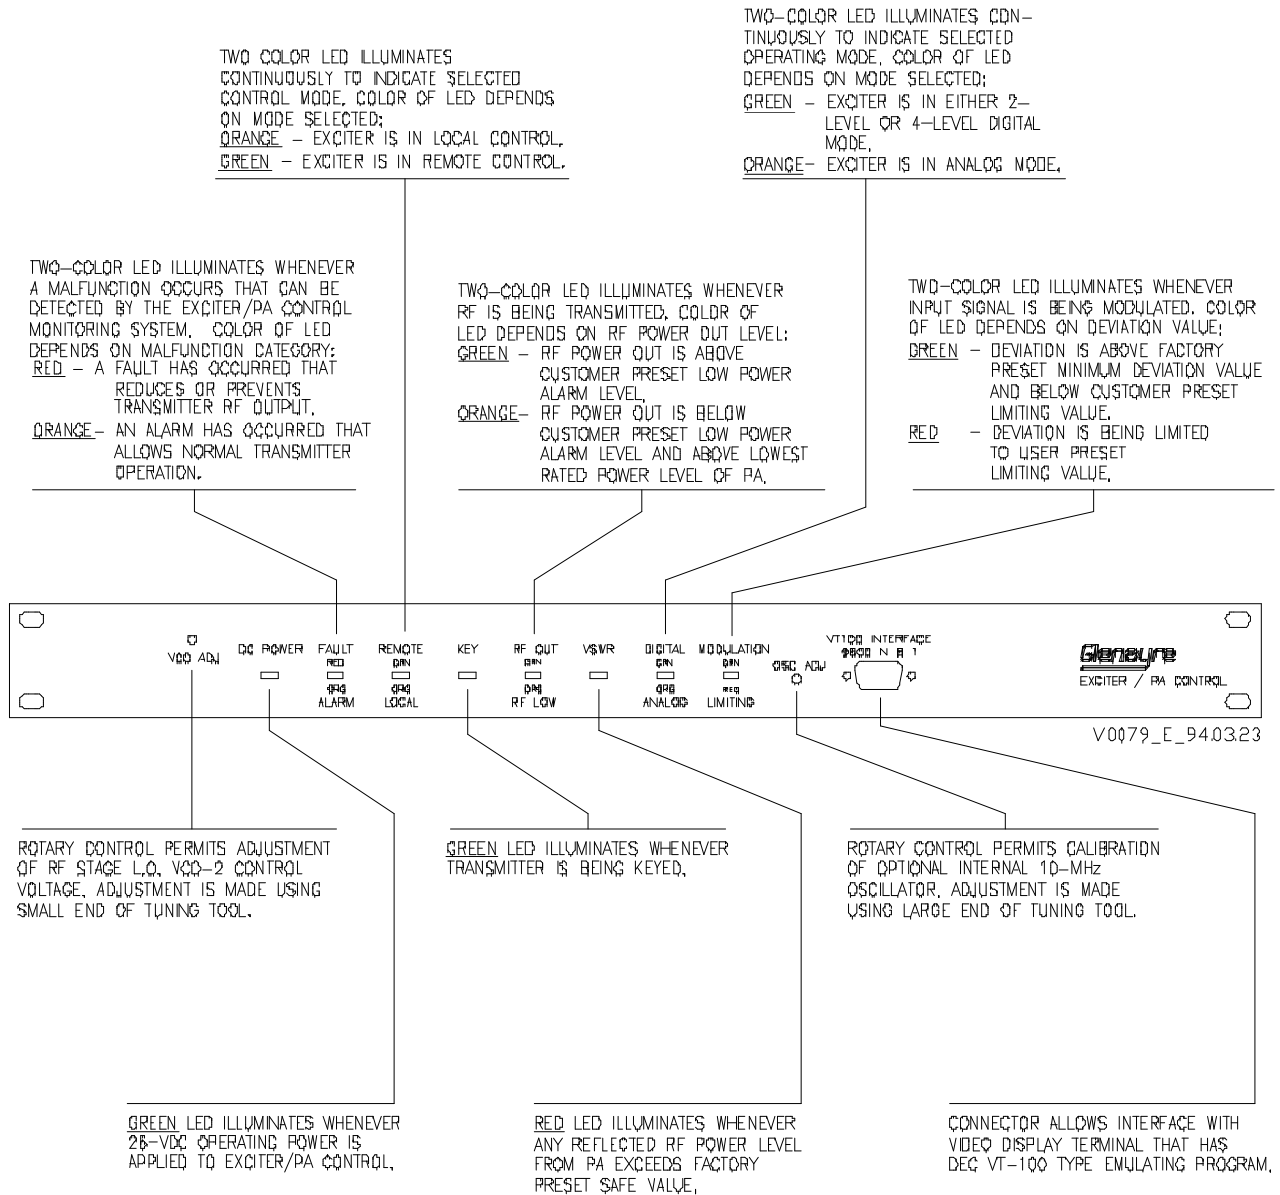 TWO COLOR LED ILLUMINATES
CONTINUOUSLY TO INDICATE SELECTED
CONTROL MODE. COLOR OF LED DEPENDS
ON MODE SELECTED:
ORANGE – EXCITER IS IN LOCAL CONTROL.
GREEN – EXCITER IS IN REMOTE CONTROL.
TWO–COLOR LED ILLUMINATES CON–
TINUOUSLY TO INDICATE SELECTED
OPERATING MODE. COLOR OF LED
DEPENDS ON MODE SELECTED:
GREEN – EXCITER IS IN EITHER 2–
LEVEL OR 4–LEVEL DIGITAL
MODE.
ORANGE– EXCITER IS IN ANALOG MODE.
TWO–COLOR LED ILLUMINATES WHENEVER
A MALFUNCTION OCCURS THAT CAN BE
DETECTED BY THE EXCITER/PA CONTROL
MONITORING SYSTEM. COLOR OF LED
DEPENDS ON MALFUNCTION CATEGORY:
RED – A FAULT HAS OCCURRED THAT
REDUCES OR PREVENTS
TRANSMITTER RF OUTPUT.
ORANGE– AN ALARM HAS OCCURRED THAT
ALLOWS NORMAL TRANSMITTER
OPERATION.
TWO–COLOR LED ILLUMINATES WHENEVER
RF IS BEING TRANSMITTED. COLOR OF
LED DEPENDS ON RF POWER OUT LEVEL:
GREEN – RF POWER OUT IS ABOVE
CUSTOMER PRESET LOW POWER
ALARM LEVEL.
ORANGE– RF POWER OUT IS BELOW
CUSTOMER PRESET LOW POWER
ALARM LEVEL AND ABOVE LOWEST
RATED POWER LEVEL OF PA.
TWO–COLOR LED ILLUMINATES WHENEVER
INPUT SIGNAL IS BEING MODULATED. COLOR
OF LED DEPENDS ON DEVIATION VALUE:
GREEN – DEVIATION IS ABOVE FACTORY
PRESET MINIMUM DEVIATION VALUE
AND BELOW CUSTOMER PRESET
LIMITING VALUE.
RED – DEVIATION IS BEING LIMITED
TO USER PRESET
LIMITING VALUE.
VCO ADJ
DC POWER
FAULT
RED
ORG
ALARM
REMOTE
GRN
ORG
LOCAL
KEY
RF OUT
GRN
ORG
RF LOW
VSWR
DIGITAL
GRN
ORG
ANALOG
MODULATION
GRN
RED
LIMITING
OSC ADJ
VT100 INTERFACE
9600 N 8 1
Glenayre
EXCITER / PA CONTROL
V0079_E_94.03.23
ROTARY CONTROL PERMITS ADJUSTMENT
OF RF STAGE L.O. VCO–2 CONTROL
VOLTAGE. ADJUSTMENT IS MADE USING
SMALL END OF TUNING TOOL.
GREEN LED ILLUMINATES WHENEVER
TRANSMITTER IS BEING KEYED.
ROTARY CONTROL PERMITS CALIBRATION
OF OPTIONAL INTERNAL 10–MHz
OSCILLATOR. ADJUSTMENT IS MADE
USING LARGE END OF TUNING TOOL.
GREEN LED ILLUMINATES WHENEVER
26–VDC OPERATING POWER IS
APPLIED TO EXCITER/PA CONTROL.
RED LED ILLUMINATES WHENEVER
ANY REFLECTED RF POWER LEVEL
FROM PA EXCEEDS FACTORY
PRESET SAFE VALUE.
CONNECTOR ALLOWS INTERFACE WITH
VIDEO DISPLAY TERMINAL THAT HAS
DEC VT–100 TYPE EMULATING PROGRAM.